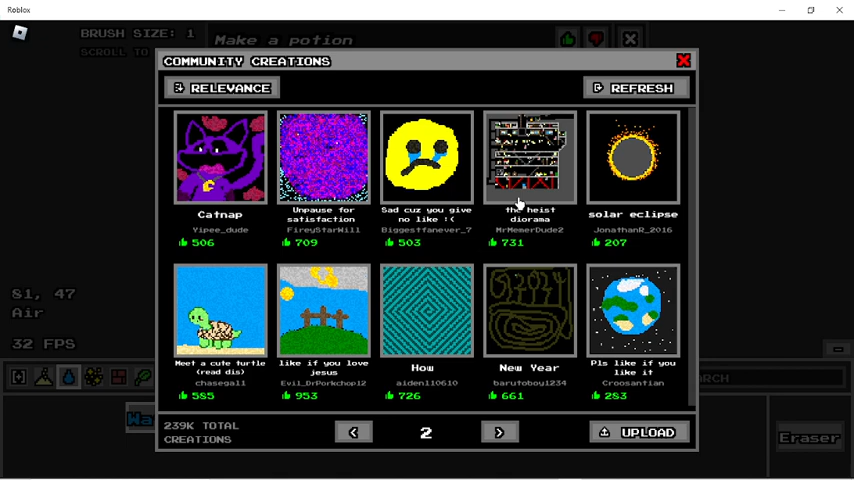 Roblox
BRUSH SIZE: 1
Make a potion
SCROLL TO
COMMUNITY CREATIONS
RELEVANCE
REFRESH
Catnap
Yipee_dude
506
Unpause for
satisfaction
FireyStarWill
709
Sad cuz you give
no like :(
Biggestfanever_7
503
the heist
diorama
MrMemerDude2
731
solar eclipse
JonathanR_2016
207
81, 47
Air
32 FPS
Meet a cute turtle
(read dis)
chasegal1
585
like if you love
jesus
Evil_DrPorkchop12
953
How
aiden110610
726
New Year
barutoboy1234
661
Pls like if you
like it
Croosantian
283
ARCH
Wa
239K TOTAL
CREATIONS
<
2
>
UPLOAD
Eraser